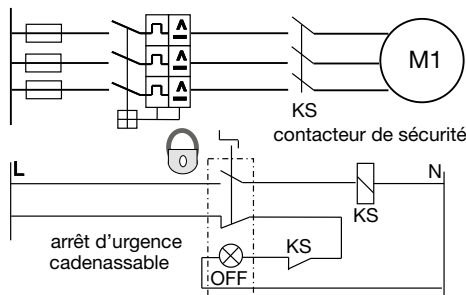 M1
KS
contacteur de sécurité
L
N
KS
arrêt d’urgence
cadenassable
KS
OFF